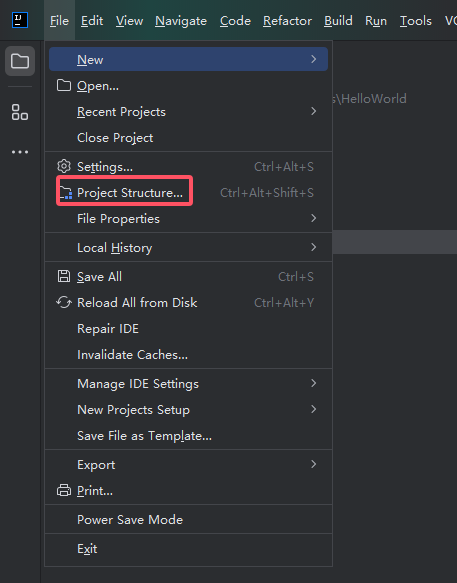 IJ
File Edit View Navigate Code Refactor Build Run Tools
New
Open...
s\HelloWorld
Recent Projects
Close Project
Settings... Ctrl+Alt+S
Project Structure... Ctrl+Alt+Shift+S
File Properties
Local History
Save All Ctrl+S
Reload All from Disk Ctrl+Alt+Y
Repair IDE
Invalidate Caches...
Manage IDE Settings
New Projects Setup
Save File as Template...
Export
Print...
Power Save Mode
Exit